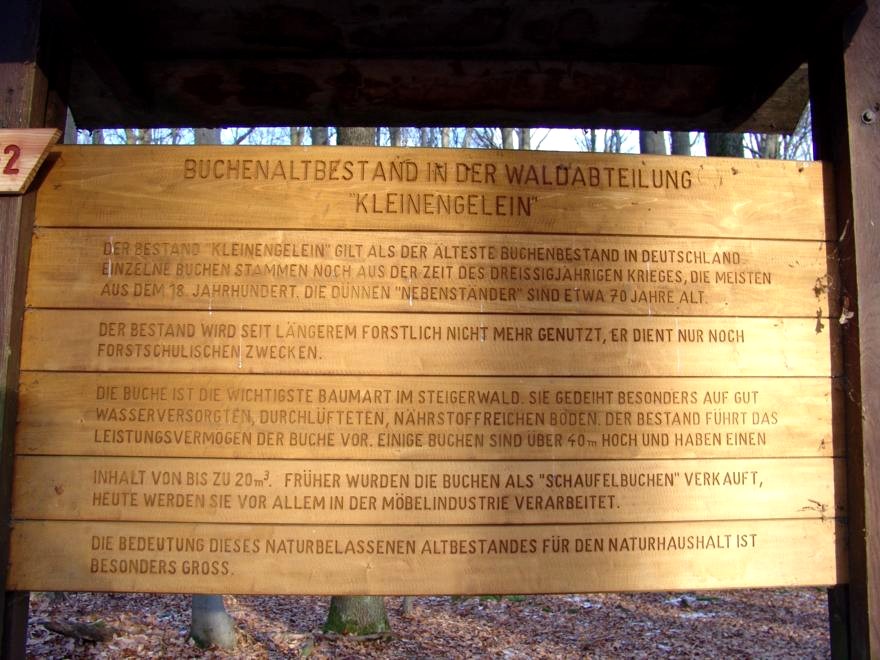 2
BUCHENALTBESTAND IN DER WALDABTEILUNG
"KLEINENGELEIN"
DER BESTAND "KLEINENGELEIN" GILT ALS DER ÄLTESTE BUCHENBESTAND IN DEUTSCHLAND.
EINZELNE BUCHEN STAMMEN NOCH AUS DER ZEIT DES DREISSIGJÄHRIGEN KRIEGES, DIE MEISTEN
AUS DEM 18. JAHRHUNDERT. DIE DÜNNEN "NEBENSTÄNDER" SIND ETWA 70 JAHRE ALT.
DER BESTAND WIRD SEIT LÄNGEREM FORSTLICH NICHT MEHR GENUTZT, ER DIENT NUR NOCH
FORSTSCHULISCHEN ZWECKEN.
DIE BUCHE IST DIE WICHTIGSTE BAUMART IM STEIGERWALD. SIE GEDEIHT BESONDERS AUF GUT
WASSERVERSORGTEN, DURCHLÜFTETEN, NÄHRSTOFFREICHEN BÖDEN. DER BESTAND FÜHRT DAS
LEISTUNGSVERMÖGEN DER BUCHE VOR. EINIGE BUCHEN SIND ÜBER 40m HOCH UND HABEN EINEN
INHALT VON BIS ZU 20m³. FRÜHER WURDEN DIE BUCHEN ALS "SCHAUFELBUCHEN" VERKAUFT,
HEUTE WERDEN SIE VOR ALLEM IN DER MÖBELINDUSTRIE VERARBEITET.
DIE BEDEUTUNG DIESES NATURBELASSENEN ALTBESTANDES FÜR DEN NATURHAUSHALT IST
BESONDERS GROSS.